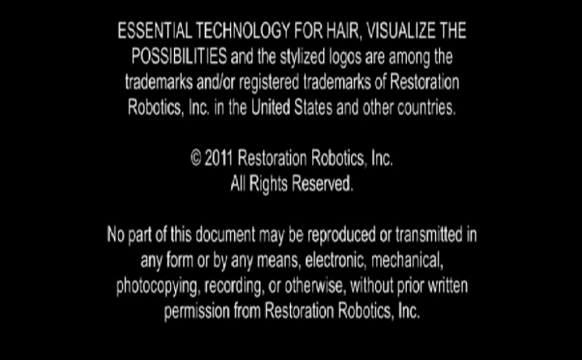 ESSENTIAL TECHNOLOGY FOR HAIR, VISUALIZE THE
POSSIBILITIES and the stylized logos are among the
trademarks and/or registered trademarks of Restoration
Robotics, Inc. in the United States and other countries.
© 2011 Restoration Robotics, Inc.
All Rights Reserved.
No part of this document may be reproduced or transmitted in
any form or by any means, electronic, mechanical,
photocopying, recording, or otherwise, without prior written
permission from Restoration Robotics, Inc.